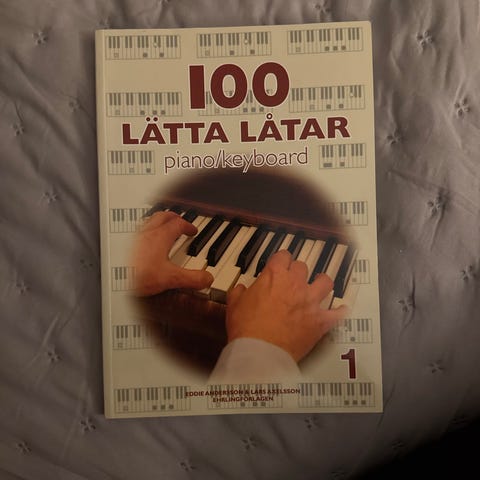 100
LÄTTA LÅTAR
piano/keyboard
1
EDDIE ANDERSSON & LARS AXELSSON
EHRLINGFÖRLAGEN